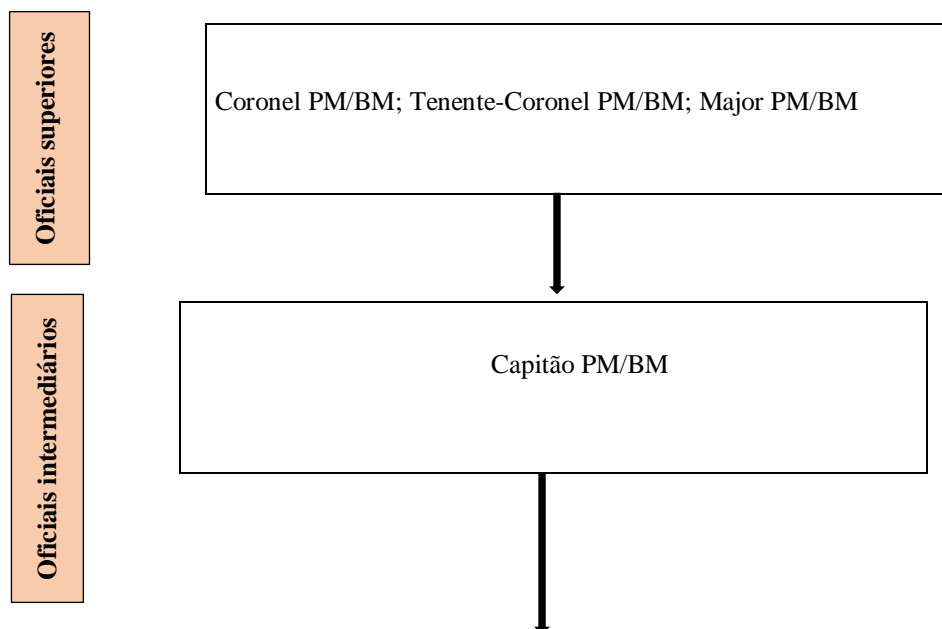 Oficiais superiores
Coronel PM/BM; Tenente-Coronel PM/BM; Major PM/BM
Oficiais intermediários
Capitão PM/BM